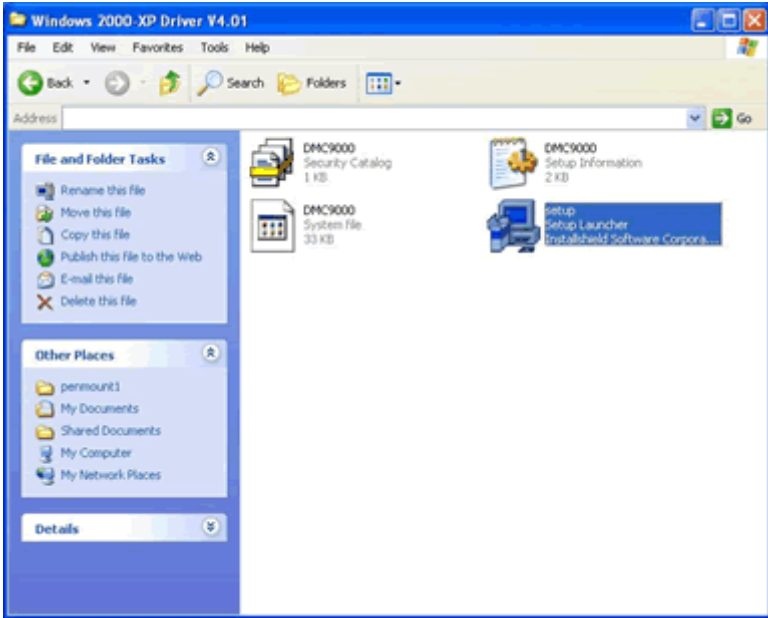 Windows 2000-XP Driver V4.01
File Edit View Favorites Tools Help
Back Search Folders
Address Go
File and Folder Tasks
Rename this file
Move this file
Copy this file
Publish this file to the Web
E-mail this file
Delete this file
Other Places
penmount1
My Documents
Shared Documents
My Computer
My Network Places
Details
DMC9000
Security Catalog
1 KB
DMC9000
Setup Information
2 KB
DMC9000
System file
33 KB
setup
Setup Launcher
InstallShield Software Corpora...